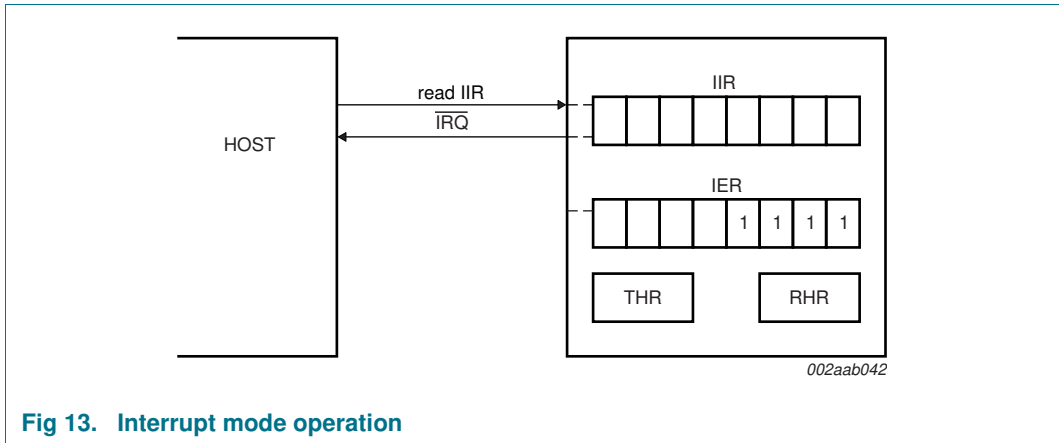 read IIR
IRQ
HOST
IIR
IER
1 1 1 1
THR
RHR
002aab042
Fig 13. Interrupt mode operation